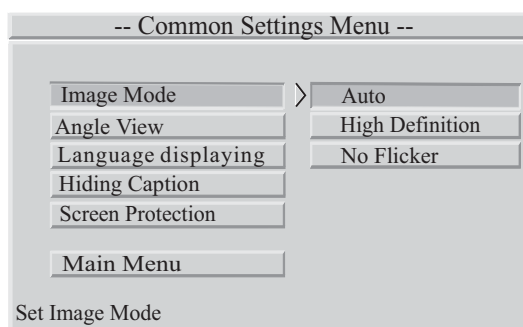 -- Common Settings Menu --
Image Mode
Auto
Angle View
High Definition
Language displaying
No Flicker
Hiding Caption
Screen Protection
Main Menu
Set Image Mode